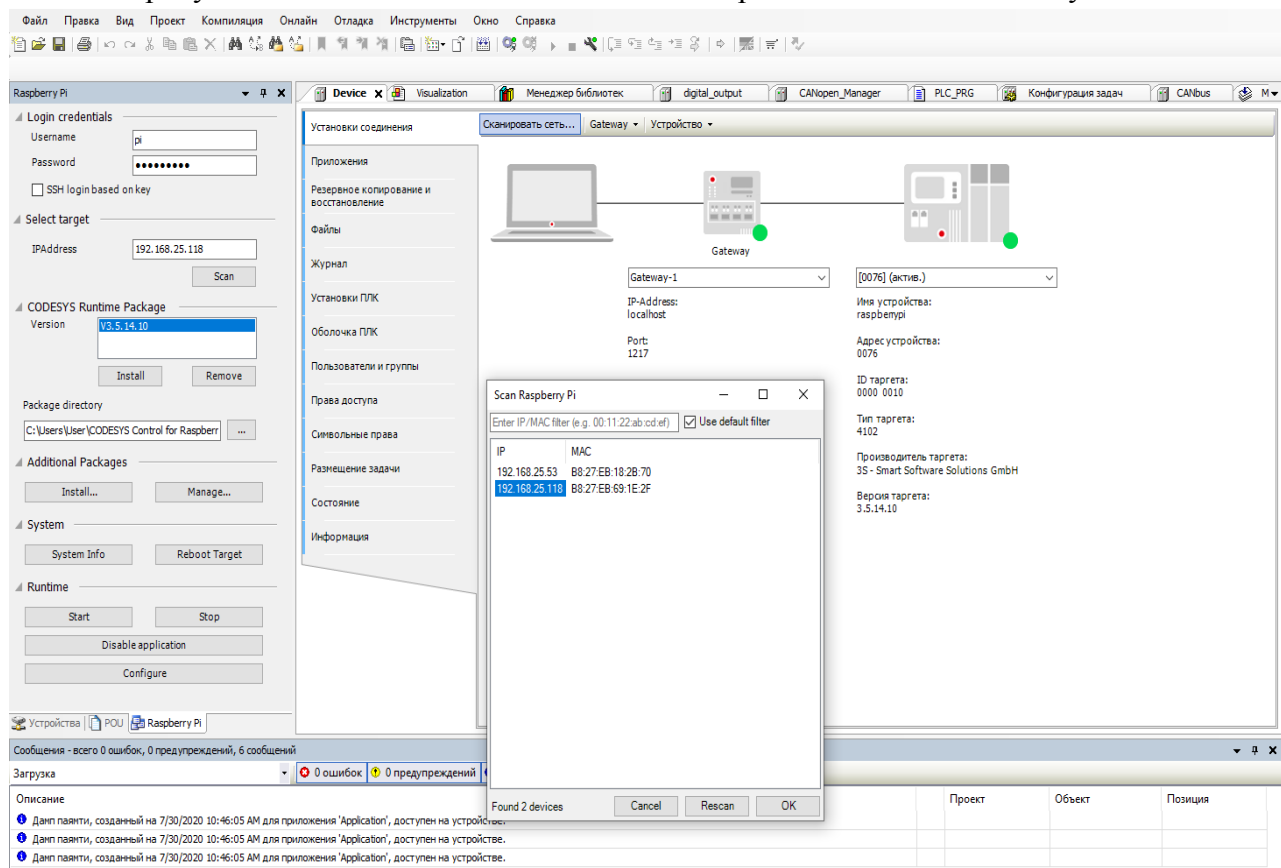 Файл Правка Вид Проект Компиляция Онлайн Отладка Инструменты Окно Справка
Raspberry Pi
Device Visualization Менеджер библиотек digital_output CANopen_Manager PLC_PRG Конфигурация задач CANbus М
Login credentials
Username pi
Password •••••••••
SSH login based on key
Select target
IPAddress 192.168.25.118
Scan
CODESYS Runtime Package
Version V3.5.14.10
Install Remove
Package directory
C:\Users\User\CODESYS Control for Raspberr ...
Additional Packages
Install... Manage...
System
System Info Reboot Target
Runtime
Start Stop
Disable application
Configure
Устройства POU Raspberry Pi
Установки соединения
Приложения
Резервное копирование и
восстановление
Файлы
Журнал
Установки ПЛК
Оболочка ПЛК
Пользователи и группы
Права доступа
Символьные права
Размещение задачи
Состояние
Информация
Сканировать сеть... Gateway Устройство
Gateway
Gateway-1
IP-Address:
localhost
Port:
1217
[0076] (актив.)
Имя устройства:
raspberrypi
Адрес устройства:
0076
ID таргета:
0000 0010
Тип таргета:
4102
Производитель таргета:
3S - Smart Software Solutions GmbH
Версия таргета:
3.5.14.10
Scan Raspberry Pi
Enter IP/MAC filter (e.g. 00:11:22:ab:cd:ef) Use default filter
IP MAC
192.168.25.53 B8:27:EB:18:2B:70
192.168.25.118 B8:27:EB:69:1E:2F
Found 2 devices Cancel Rescan OK
Сообщения - всего 0 ошибок, 0 предупреждений, 6 сообщений
Загрузка 0 ошибок 0 предупреждений
Описание Проект Объект Позиция
Дамп памяти, созданный на 7/30/2020 10:46:05 AM для приложения 'Application', доступен на устройстве.
Дамп памяти, созданный на 7/30/2020 10:46:05 AM для приложения 'Application', доступен на устройстве.
Дамп памяти, созданный на 7/30/2020 10:46:05 AM для приложения 'Application', доступен на устройстве.